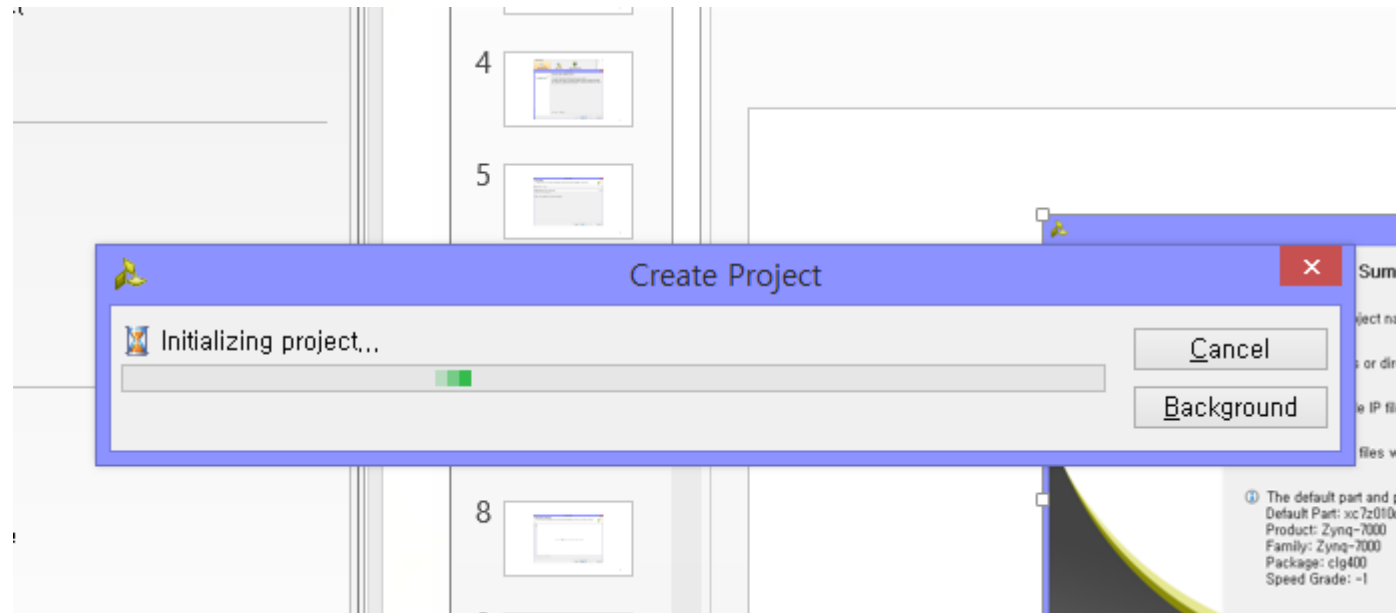 4
5
Create Project
Initializing project...
Cancel
Background
8
Sum
ject na
s or dir
e IP fil
files w
The default part and p
Default Part: xc7z010c
Product: Zynq-7000
Family: Zynq-7000
Package: clg400
Speed Grade: -1